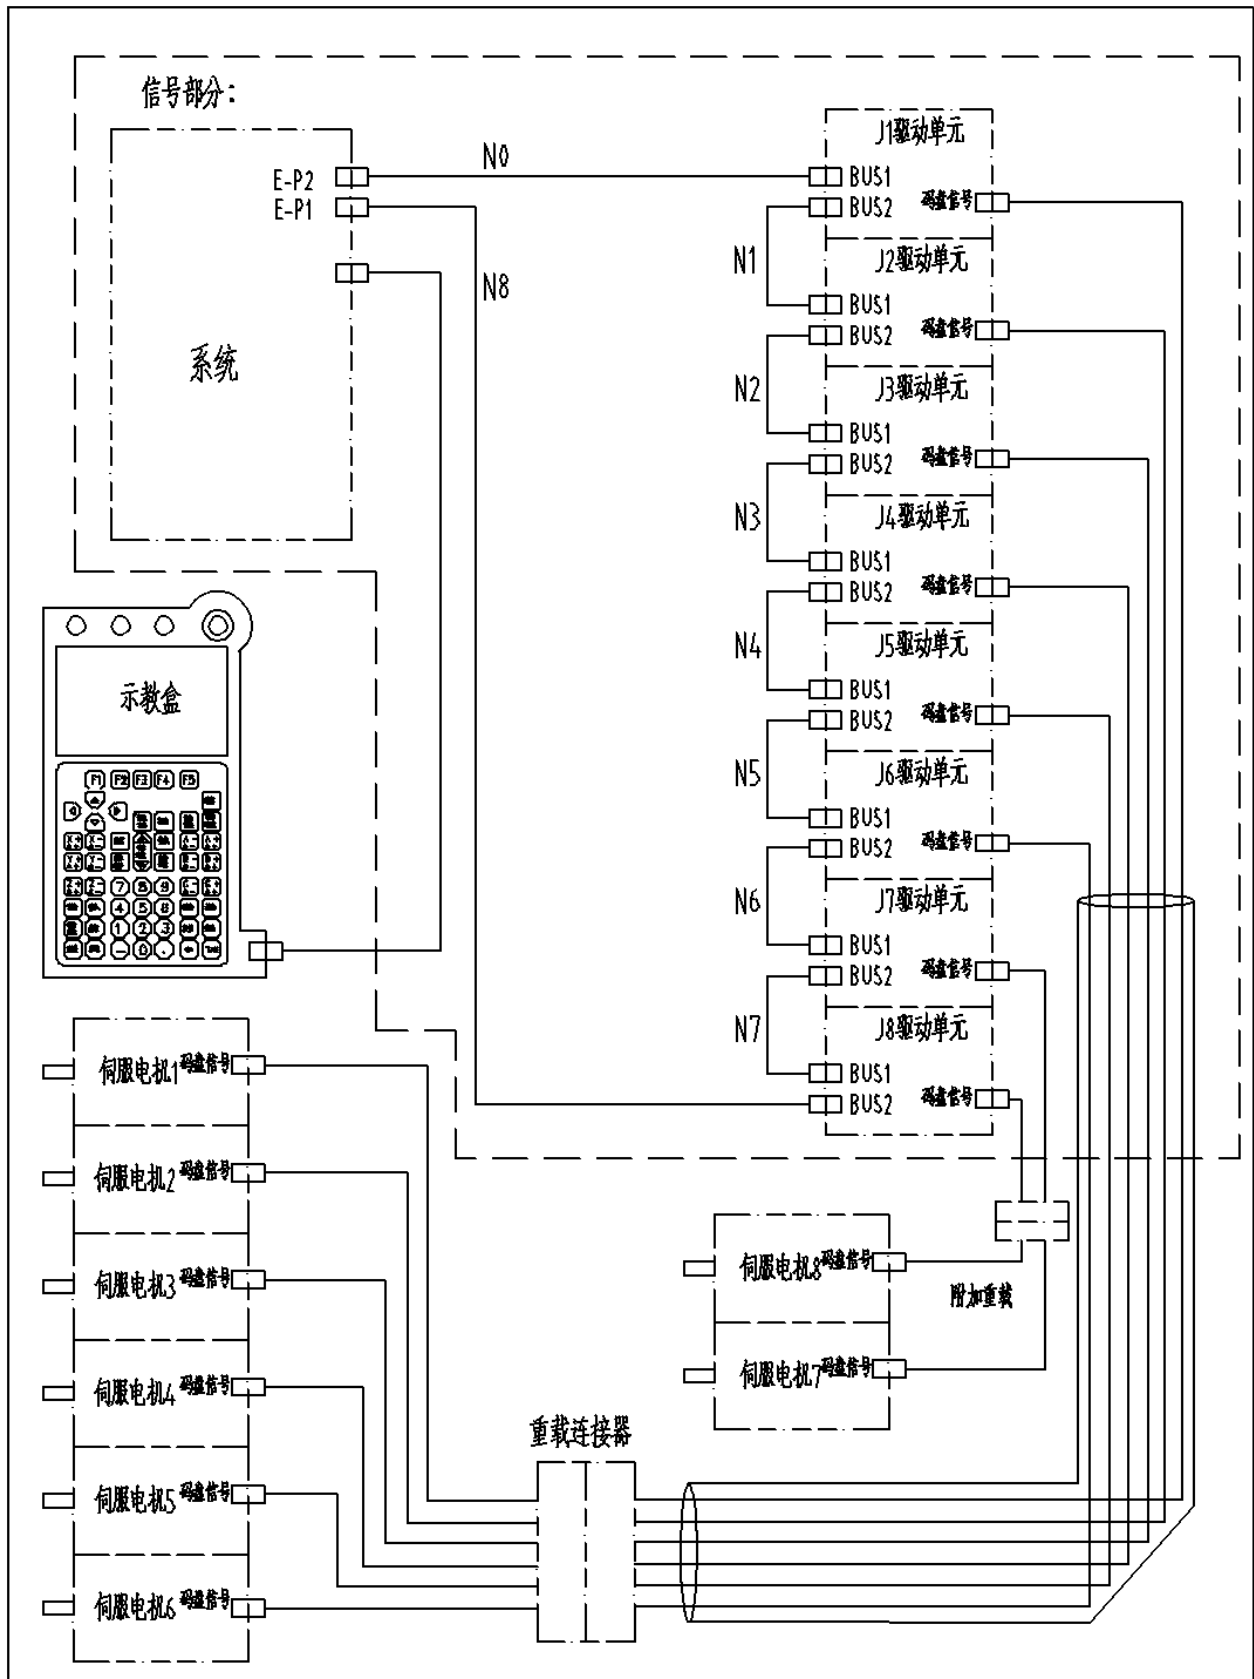 信号部分：
系统
E-P2
E-P1
N0
N8
J1驱动单元
BUS1
BUS2
码盘信号
N1
J2驱动单元
BUS1
BUS2
码盘信号
N2
J3驱动单元
BUS1
BUS2
码盘信号
N3
J4驱动单元
BUS1
BUS2
码盘信号
N4
J5驱动单元
BUS1
BUS2
码盘信号
N5
J6驱动单元
BUS1
BUS2
码盘信号
N6
J7驱动单元
BUS1
BUS2
码盘信号
N7
J8驱动单元
BUS1
BUS2
码盘信号
示教盒
F1 F2 F3 F4 F5
7 8 9
4 5 6
1 2 3
- 0 .
伺服电机1 码盘信号
伺服电机2 码盘信号
伺服电机3 码盘信号
伺服电机4 码盘信号
伺服电机5 码盘信号
伺服电机6 码盘信号
伺服电机8 码盘信号
伺服电机7 码盘信号
附加重载
重载连接器